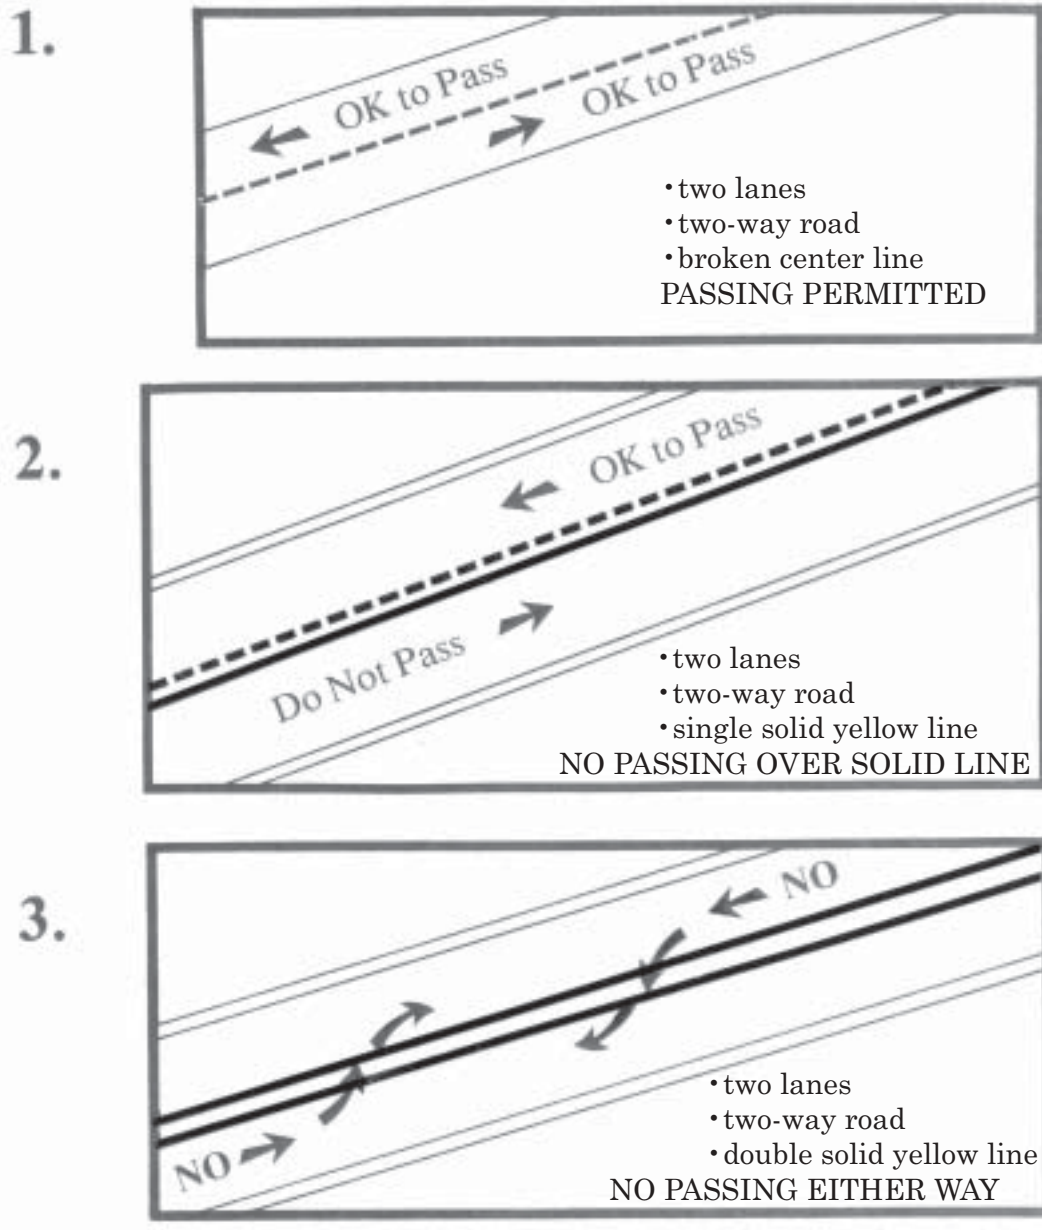 1.
OK to Pass
OK to Pass
•two lanes
•two-way road
•broken center line
PASSING PERMITTED
2.
OK to Pass
Do Not Pass
•two lanes
•two-way road
•single solid yellow line
NO PASSING OVER SOLID LINE
3.
NO
NO
•two lanes
•two-way road
•double solid yellow line
NO PASSING EITHER WAY